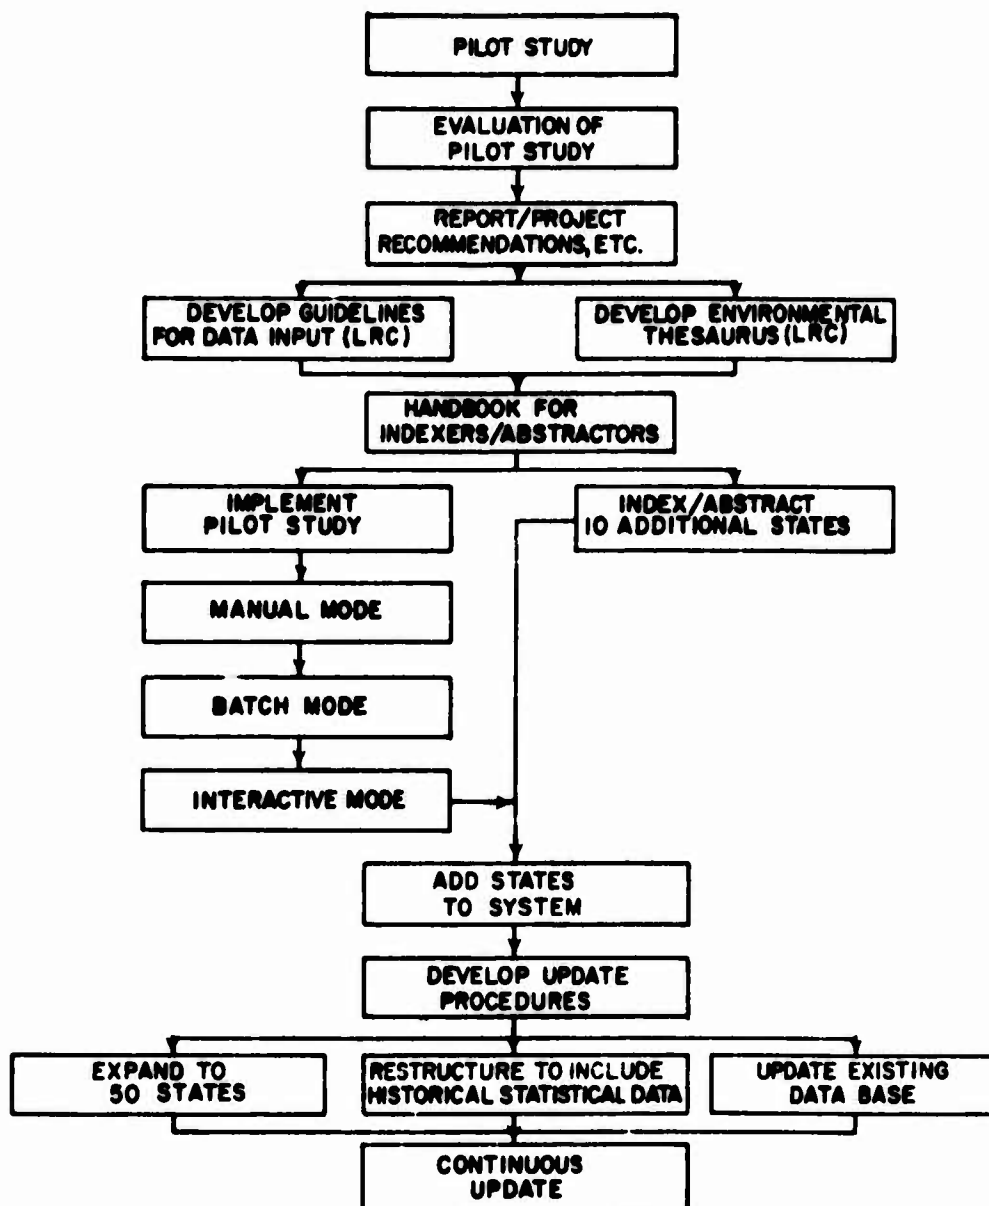 PILOT STUDY
EVALUATION OF
PILOT STUDY
REPORT/PROJECT
RECOMMENDATIONS, ETC.
DEVELOP GUIDELINES
FOR DATA INPUT (LRC)
DEVELOP ENVIRONMENTAL
THESAURUS (LRC)
HANDBOOK FOR
INDEXERS/ABSTRACTORS
IMPLEMENT
PILOT STUDY
INDEX/ABSTRACT
10 ADDITIONAL STATES
MANUAL MODE
BATCH MODE
INTERACTIVE MODE
ADD STATES
TO SYSTEM
DEVELOP UPDATE
PROCEDURES
EXPAND TO
50 STATES
RESTRUCTURE TO INCLUDE
HISTORICAL STATISTICAL DATA
UPDATE EXISTING
DATA BASE
CONTINUOUS
UPDATE